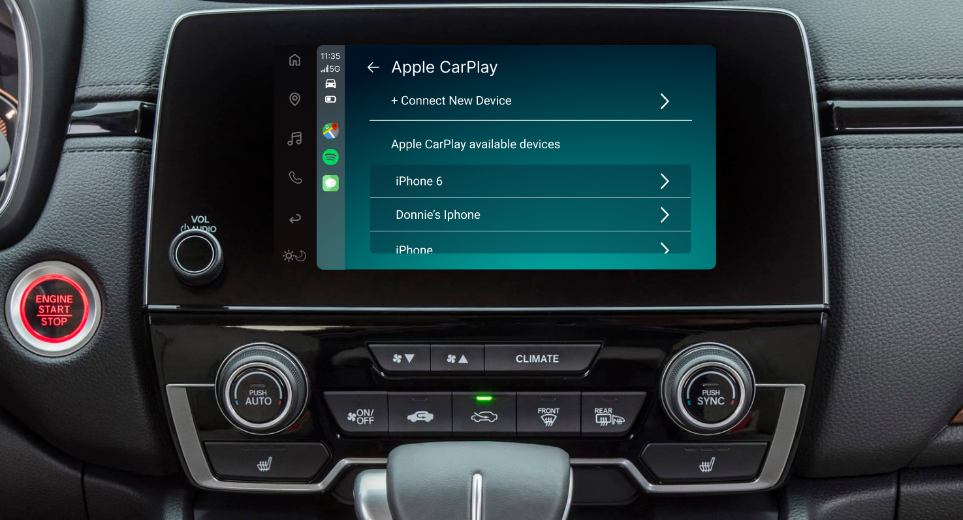 11:35
5G
Apple CarPlay
+ Connect New Device
Apple CarPlay available devices
iPhone 6
Donnie's Iphone
iPhone
VOL
AUDIO
ENGINE
START
STOP
CLIMATE
PUSH
AUTO
PUSH
SYNC
ON/
OFF
FRONT
REAR